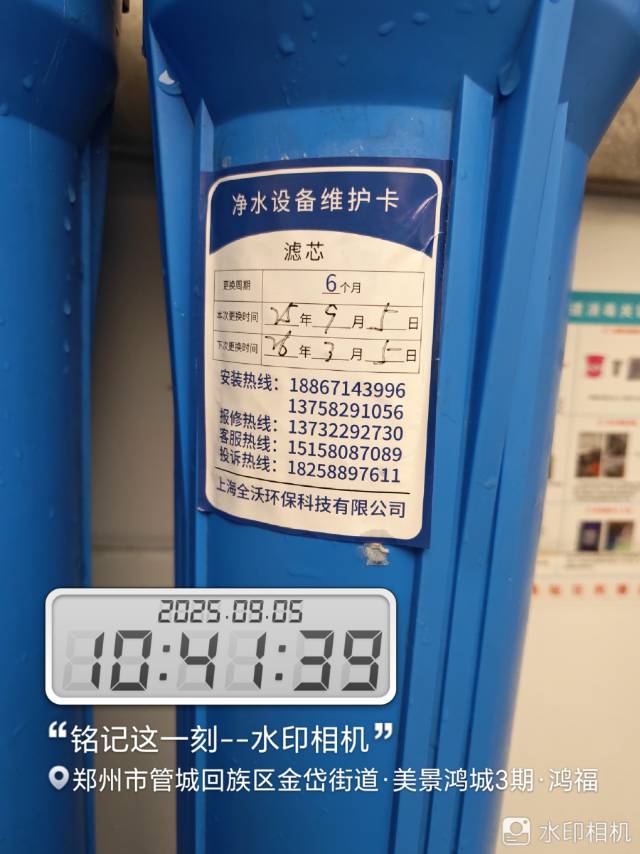 净水设备维护卡
滤芯
更换周期 6个月
本次更换时间 25年9月5日
下次更换时间 26年3月5日
安装热线：18867143996
13758291056
报修热线：13732292730
客服热线：15158087089
投诉热线：18258897611
上海全沃环保科技有限公司
2025.09.05
10:41:39
“铭记这一刻--水印相机”
郑州市管城回族区金岱街道·美景鸿城3期·鸿福
水印相机